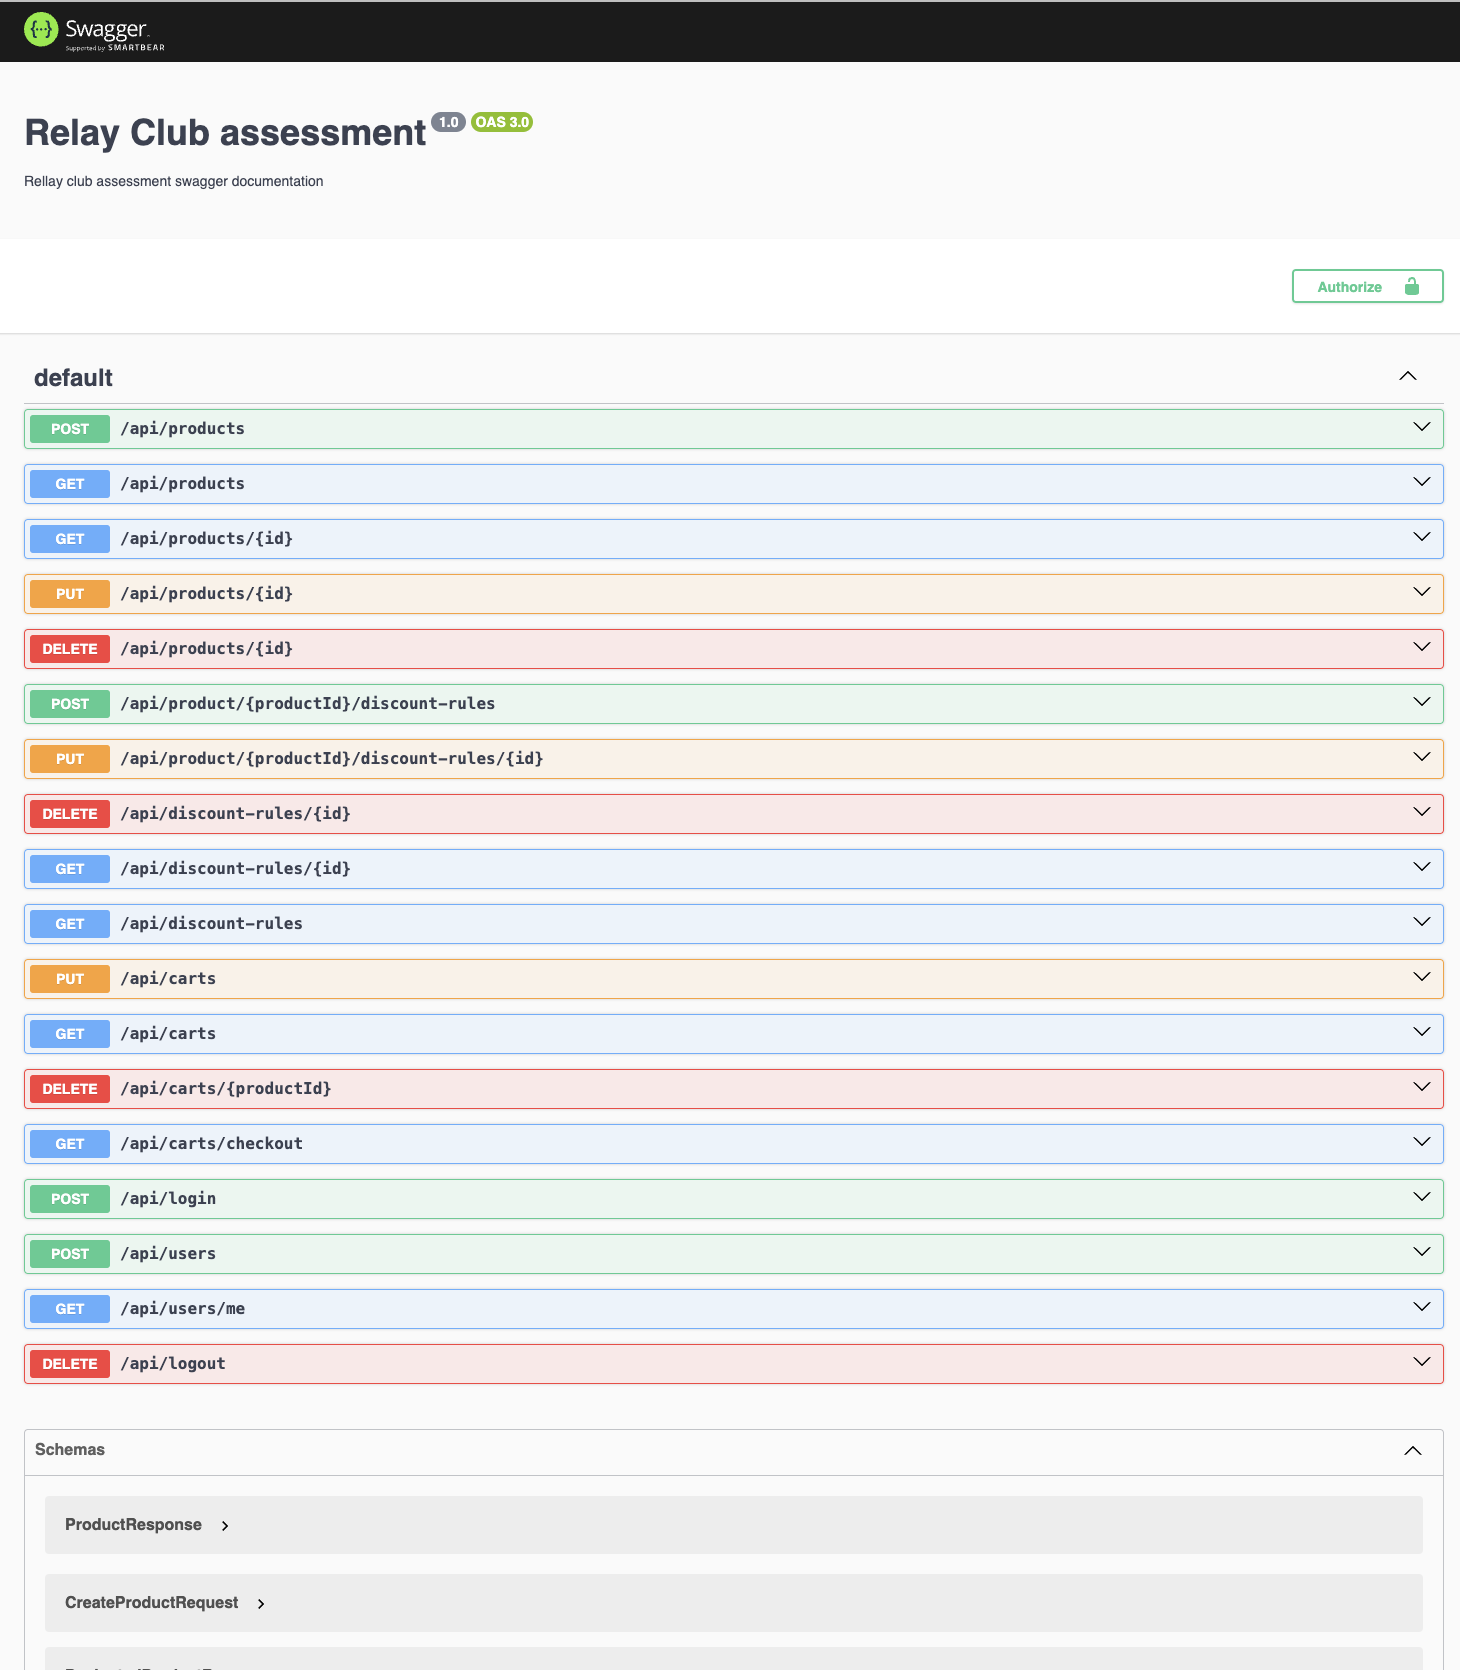 Swagger
Supported by SMARTBEAR
Relay Club assessment 1.0 OAS 3.0
Rellay club assessment swagger documentation
Authorize
default
POST /api/products
GET /api/products
GET /api/products/{id}
PUT /api/products/{id}
DELETE /api/products/{id}
POST /api/product/{productId}/discount-rules
PUT /api/product/{productId}/discount-rules/{id}
DELETE /api/discount-rules/{id}
GET /api/discount-rules/{id}
GET /api/discount-rules
PUT /api/carts
GET /api/carts
DELETE /api/carts/{productId}
GET /api/carts/checkout
POST /api/login
POST /api/users
GET /api/users/me
DELETE /api/logout
Schemas
ProductResponse
CreateProductRequest